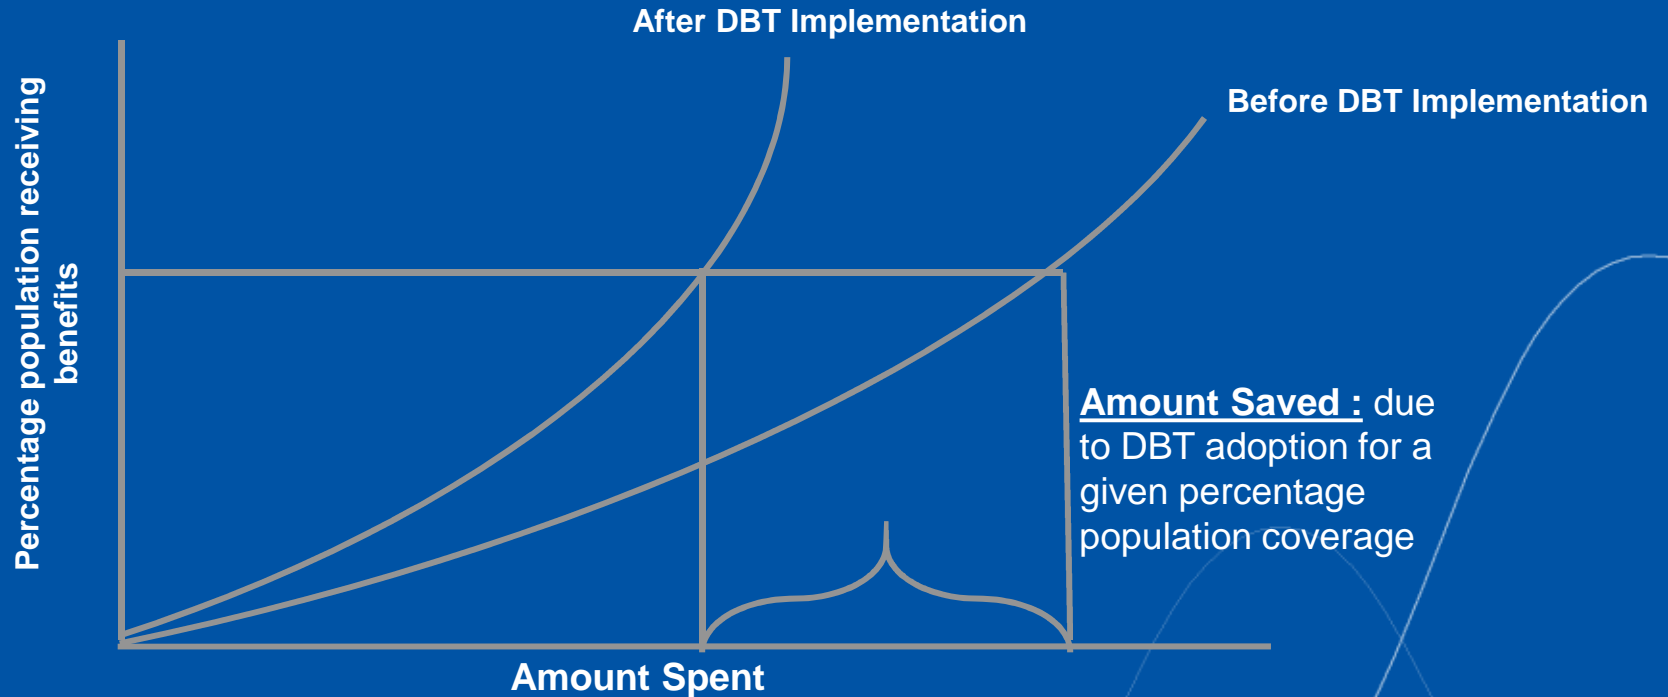 After DBT Implementation
Before DBT Implementation
Percentage population receiving
benefits
Amount Saved : due
to DBT adoption for a
given percentage
population coverage
Amount Spent